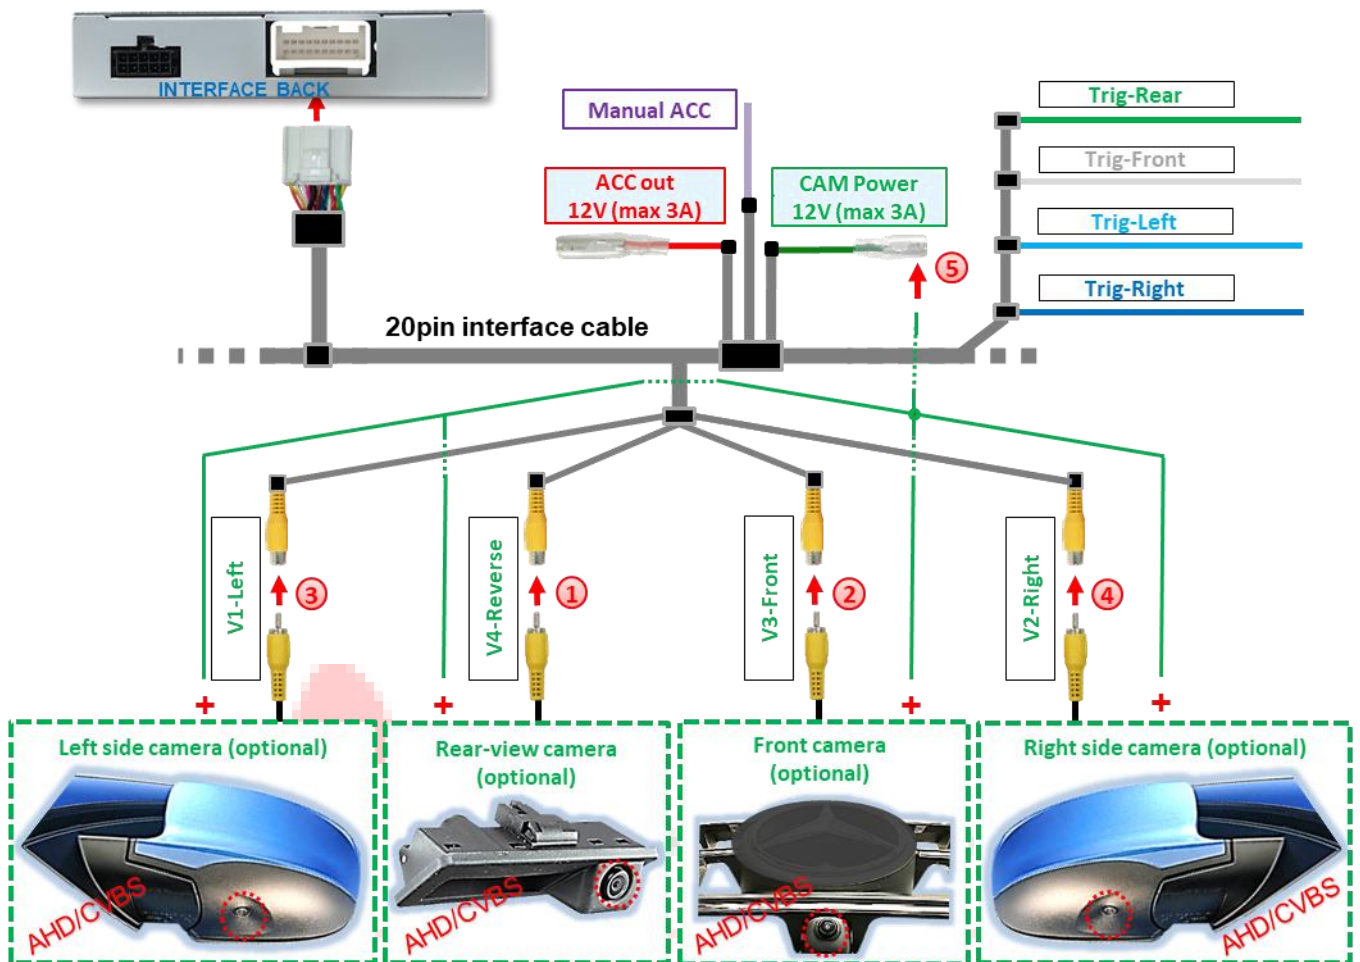 INTERFACE BACK
Manual ACC
ACC out
12V (max 3A)
CAM Power
12V (max 3A)
Trig-Rear
Trig-Front
Trig-Left
Trig-Right
5
20pin interface cable
V1-Left
3
V4-Reverse
1
V3-Front
2
V2-Right
4
+
+
+
+
Left side camera (optional)
AHD/CVBS
Rear-view camera
(optional)
AHD/CVBS
Front camera
(optional)
AHD/CVBS
Right side camera (optional)
AHD/CVBS